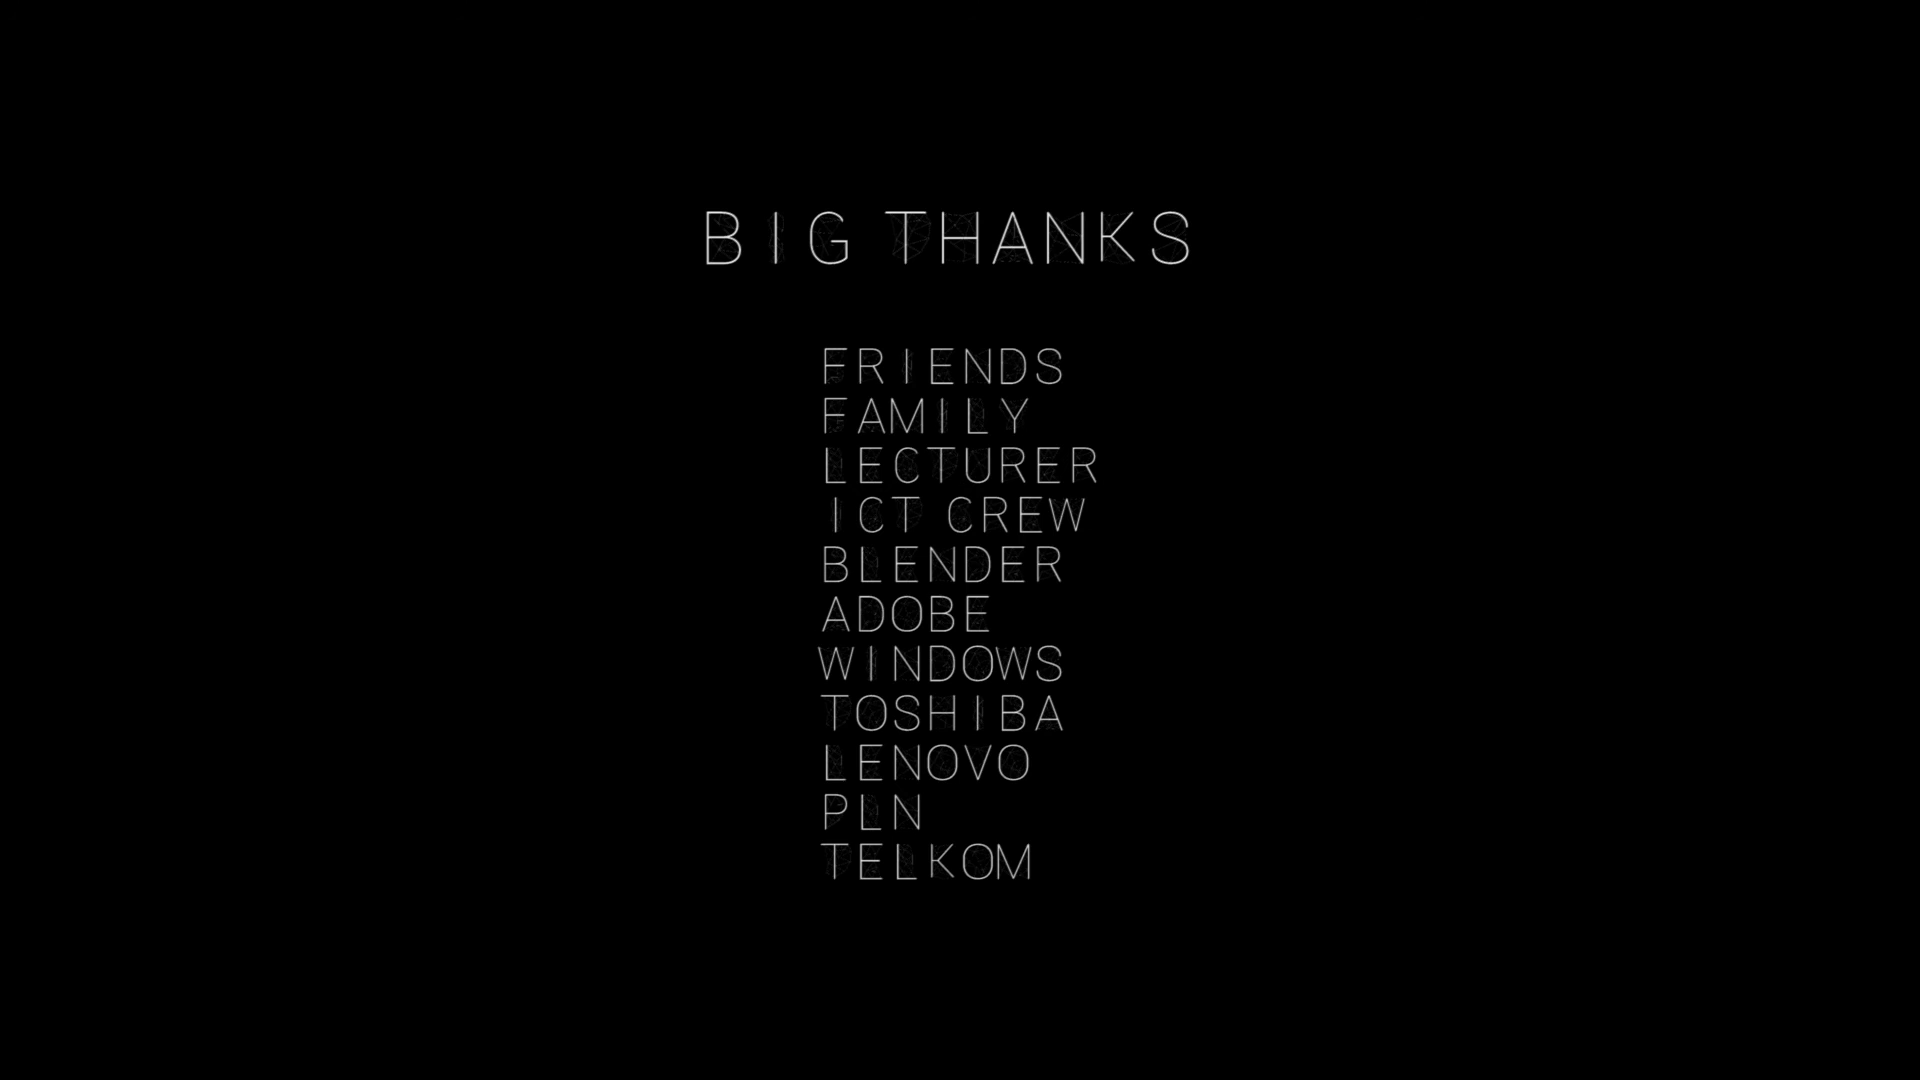 BIG THANKS
FRIENDS
FAMILY
LECTURER
ICT CREW
BLENDER
ADOBE
WINDOWS
TOSHIBA
LENOVO
PLN
TELKOM